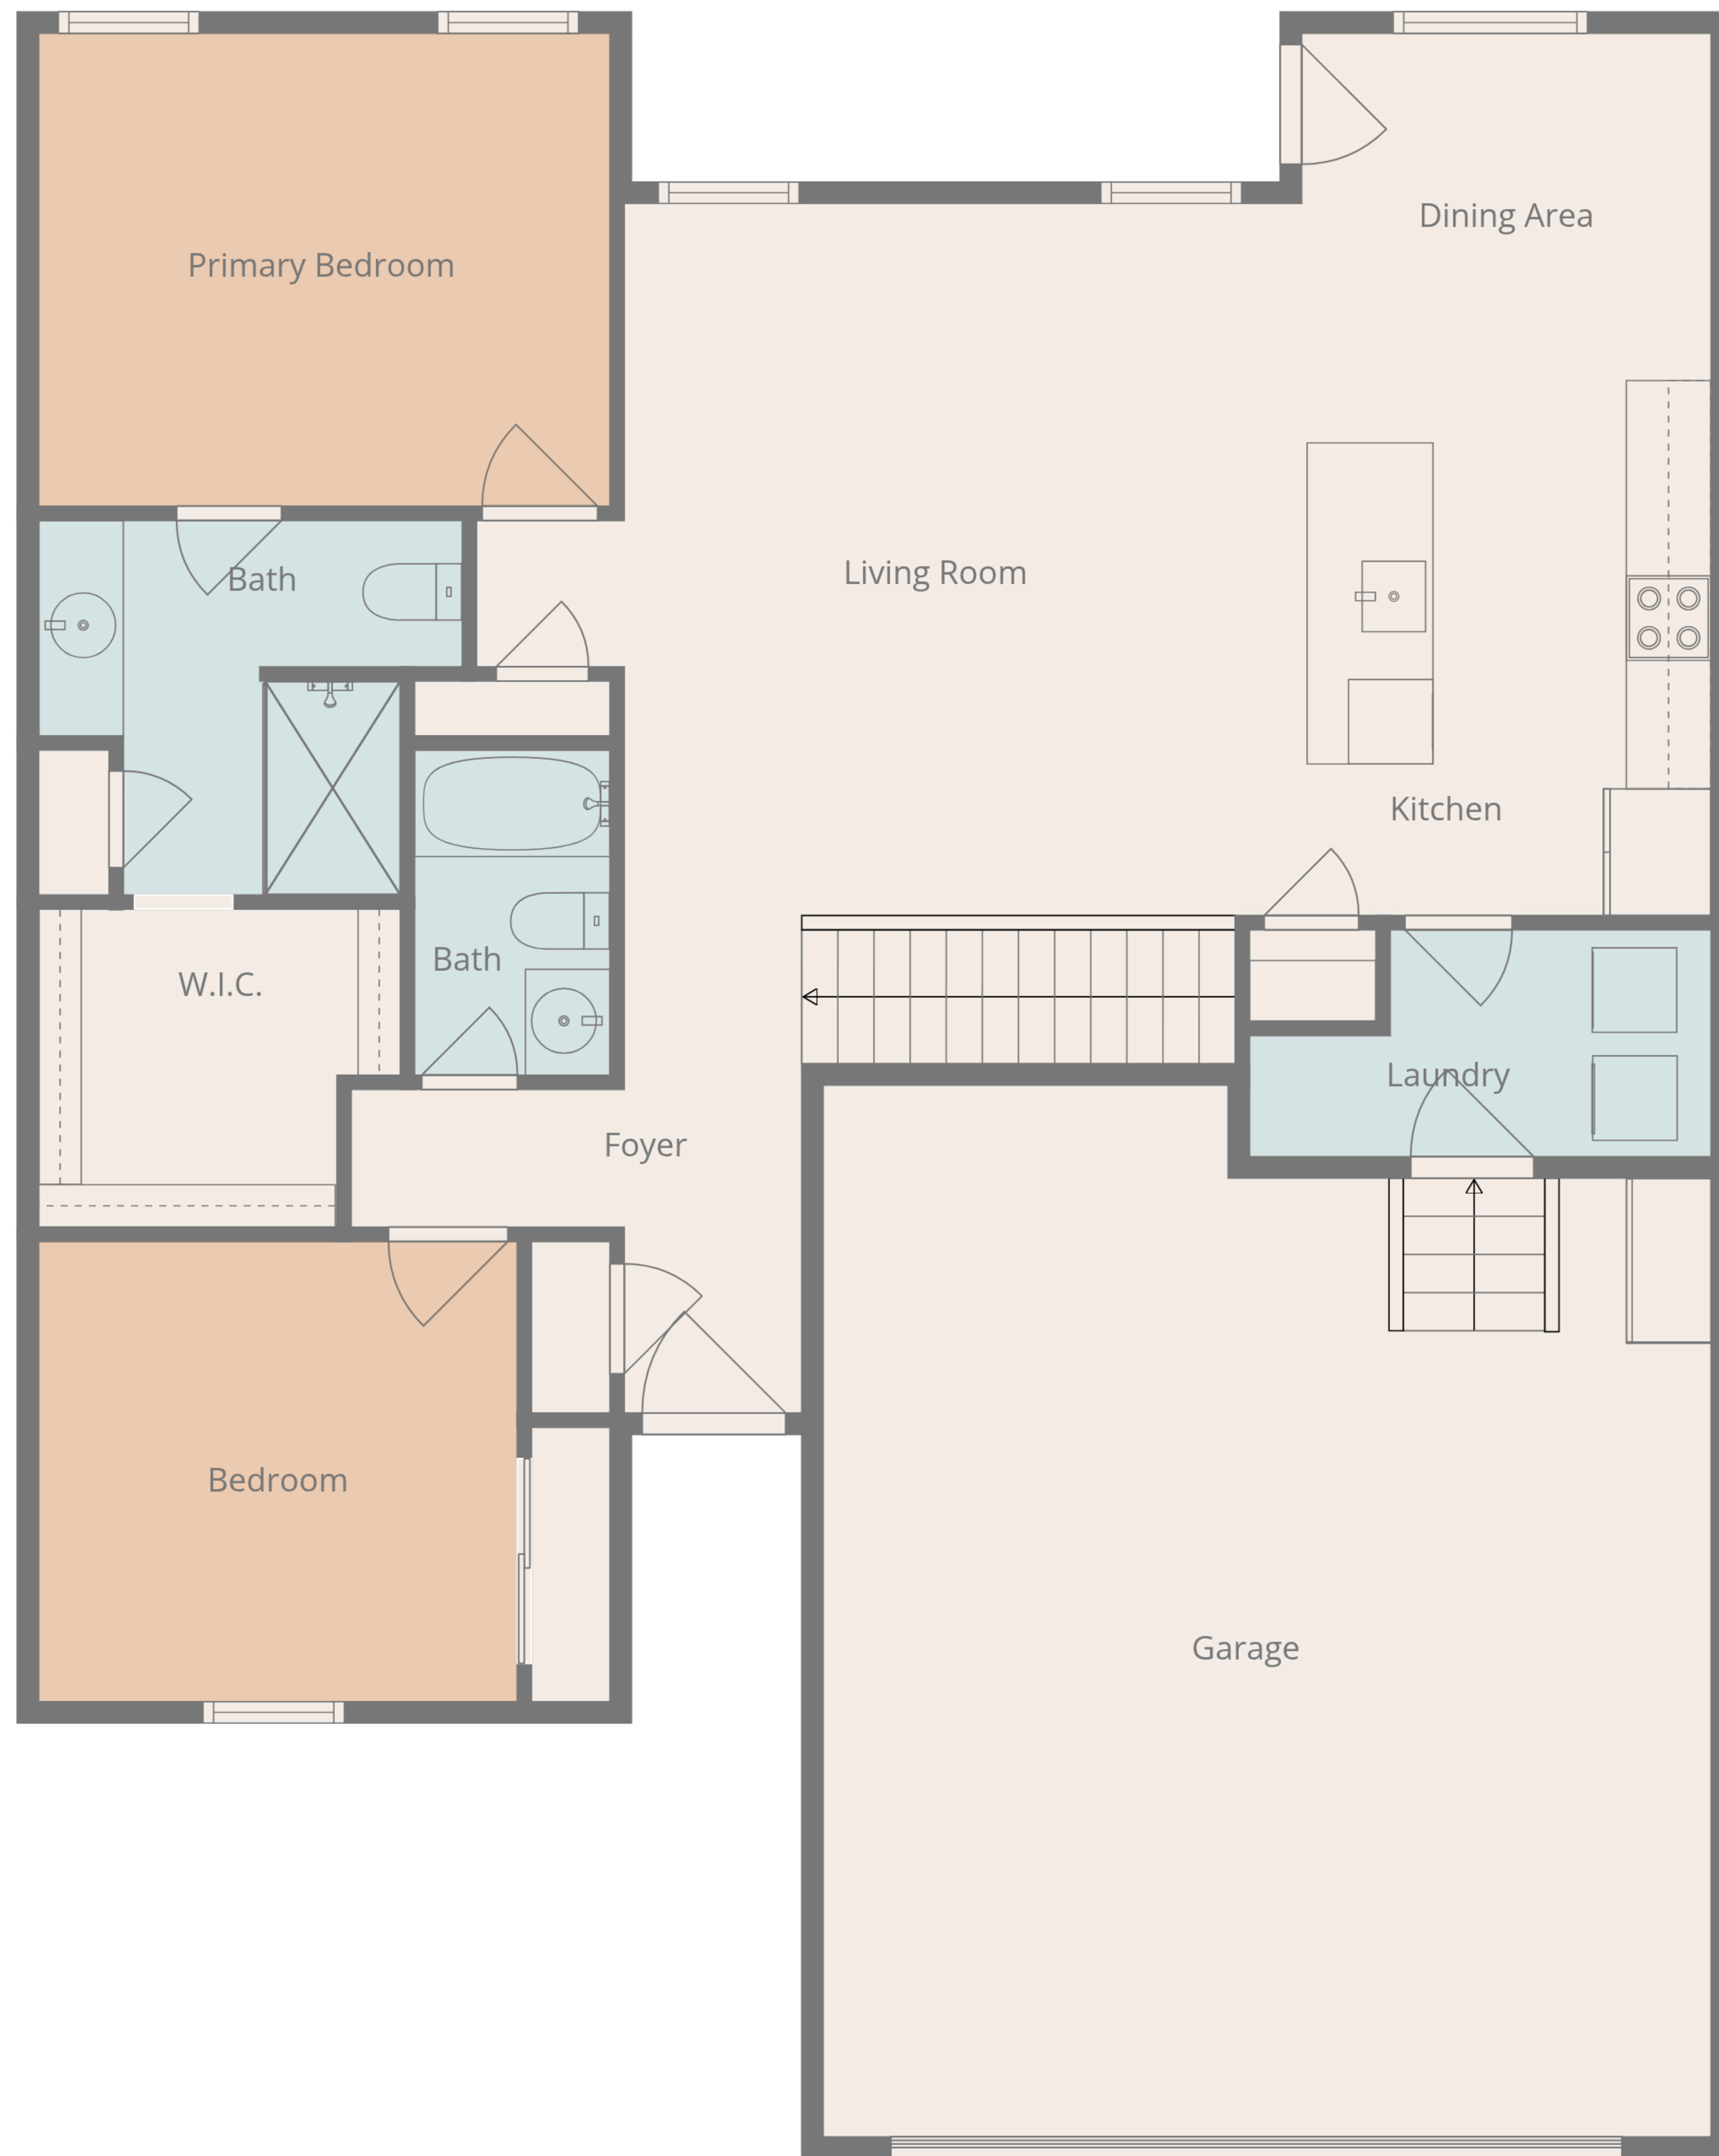 Primary Bedroom
Dining Area
Bath
Living Room
Kitchen
Bath
W.I.C.
Laundry
Foyer
Bedroom
Garage